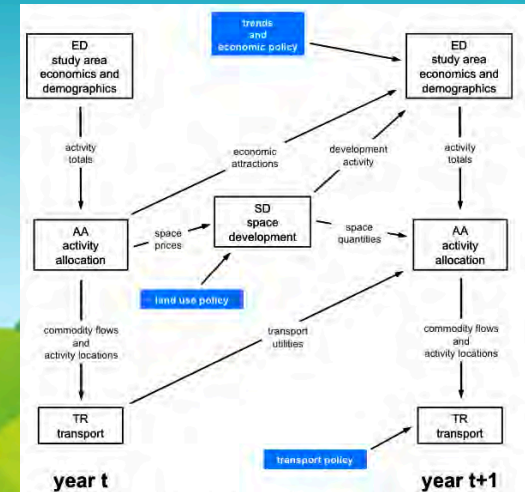 trends
and
economic policy
ED
study area
economics and
demographics
ED
study area
economics and
demographics
activity
totals
economic
attractions
development
activity
activity
totals
SD
space
development
AA
activity
allocation
space
prices
space
quantities
AA
activity
allocation
land use policy
commodity flows
and
activity locations
transport
utilities
commodity flows
and
activity locations
TR
transport
TR
transport
transport policy
year t
year t+1